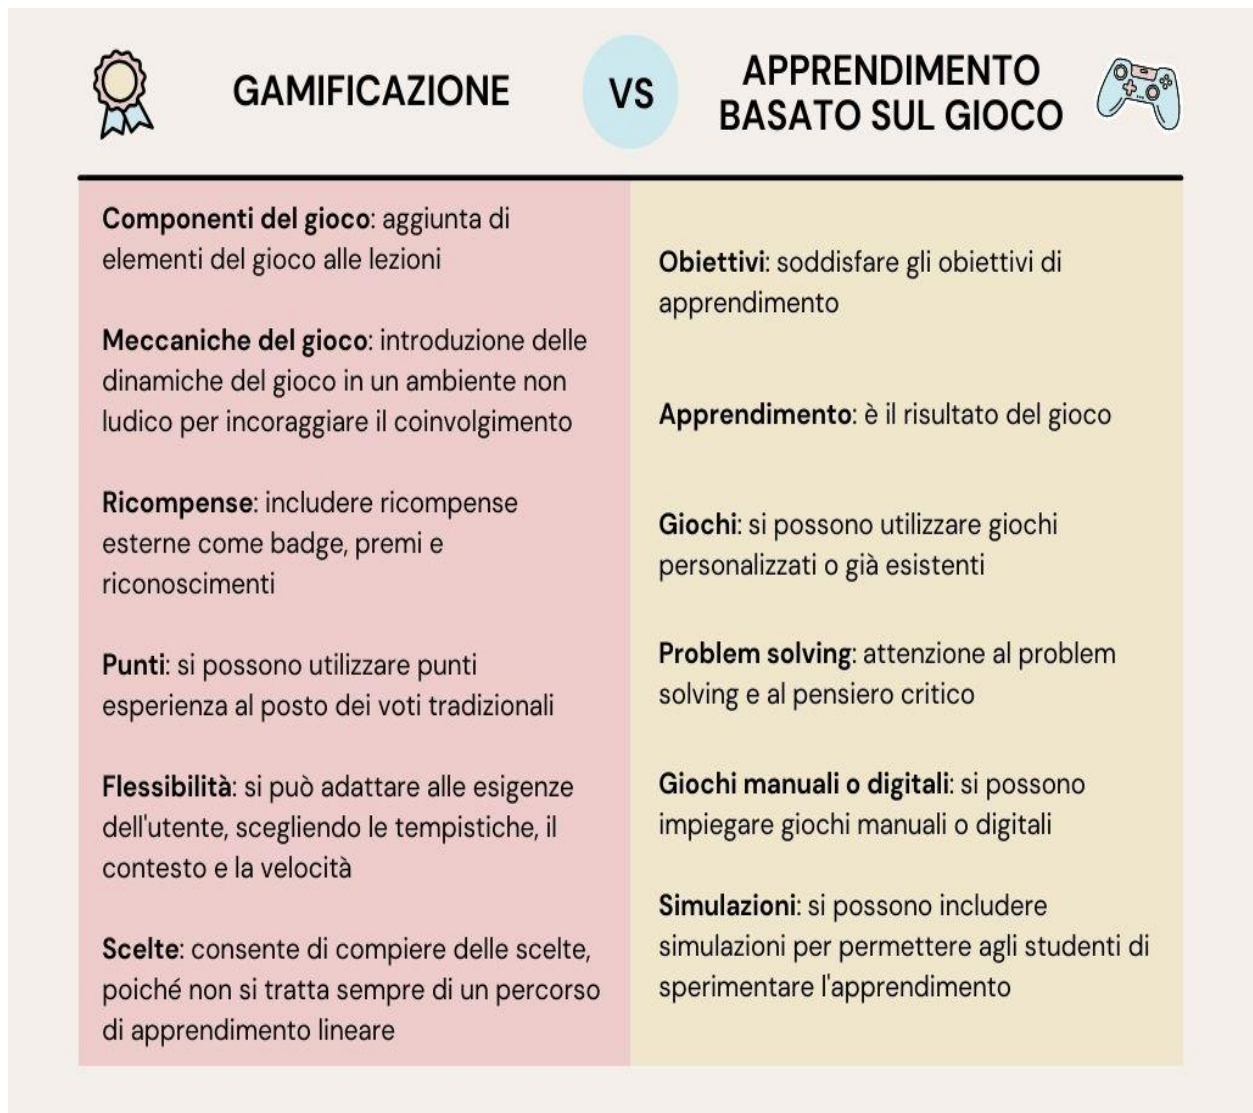 GAMIFICAZIONE
VS
APPRENDIMENTO
BASATO SUL GIOCO
Componenti del gioco: aggiunta di
elementi del gioco alle lezioni
Meccaniche del gioco: introduzione delle
dinamiche del gioco in un ambiente non
ludico per incoraggiare il coinvolgimento
Ricompense: includere ricompense
esterne come badge, premi e
riconoscimenti
Punti: si possono utilizzare punti
esperienza al posto dei voti tradizionali
Flessibilità: si può adattare alle esigenze
dell'utente, scegliendo le tempistiche, il
contesto e la velocità
Scelte: consente di compiere delle scelte,
poiché non si tratta sempre di un percorso
di apprendimento lineare
Obiettivi: soddisfare gli obiettivi di
apprendimento
Apprendimento: è il risultato del gioco
Giochi: si possono utilizzare giochi
personalizzati o già esistenti
Problem solving: attenzione al problem
solving e al pensiero critico
Giochi manuali o digitali: si possono
impiegare giochi manuali o digitali
Simulazioni: si possono includere
simulazioni per permettere agli studenti di
sperimentare l'apprendimento